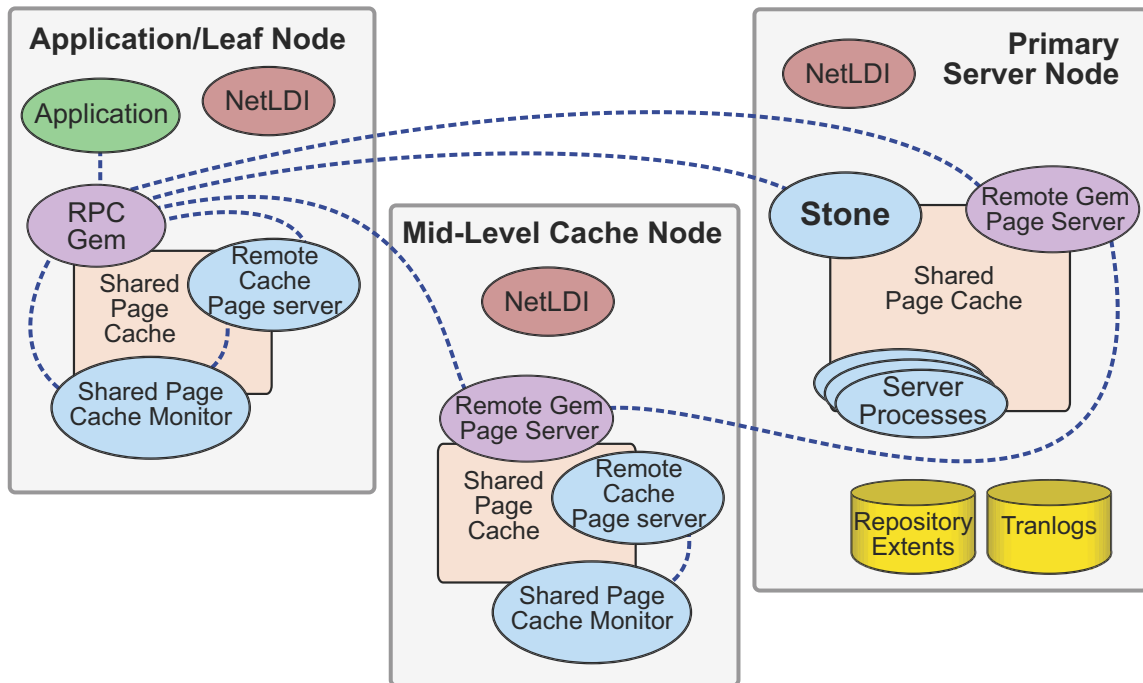 Application/Leaf Node
Application
NetLDI
RPC
Gem
Shared
Page
Cache
Remote
Cache
Page server
Shared Page
Cache Monitor
Mid-Level Cache Node
NetLDI
Remote Gem
Page Server
Shared
Page
Cache
Remote
Cache
Page server
Shared Page
Cache Monitor
Primary
Server Node
NetLDI
Stone
Remote Gem
Page Server
Shared
Page Cache
Server
Processes
Repository
Extents
Tranlogs